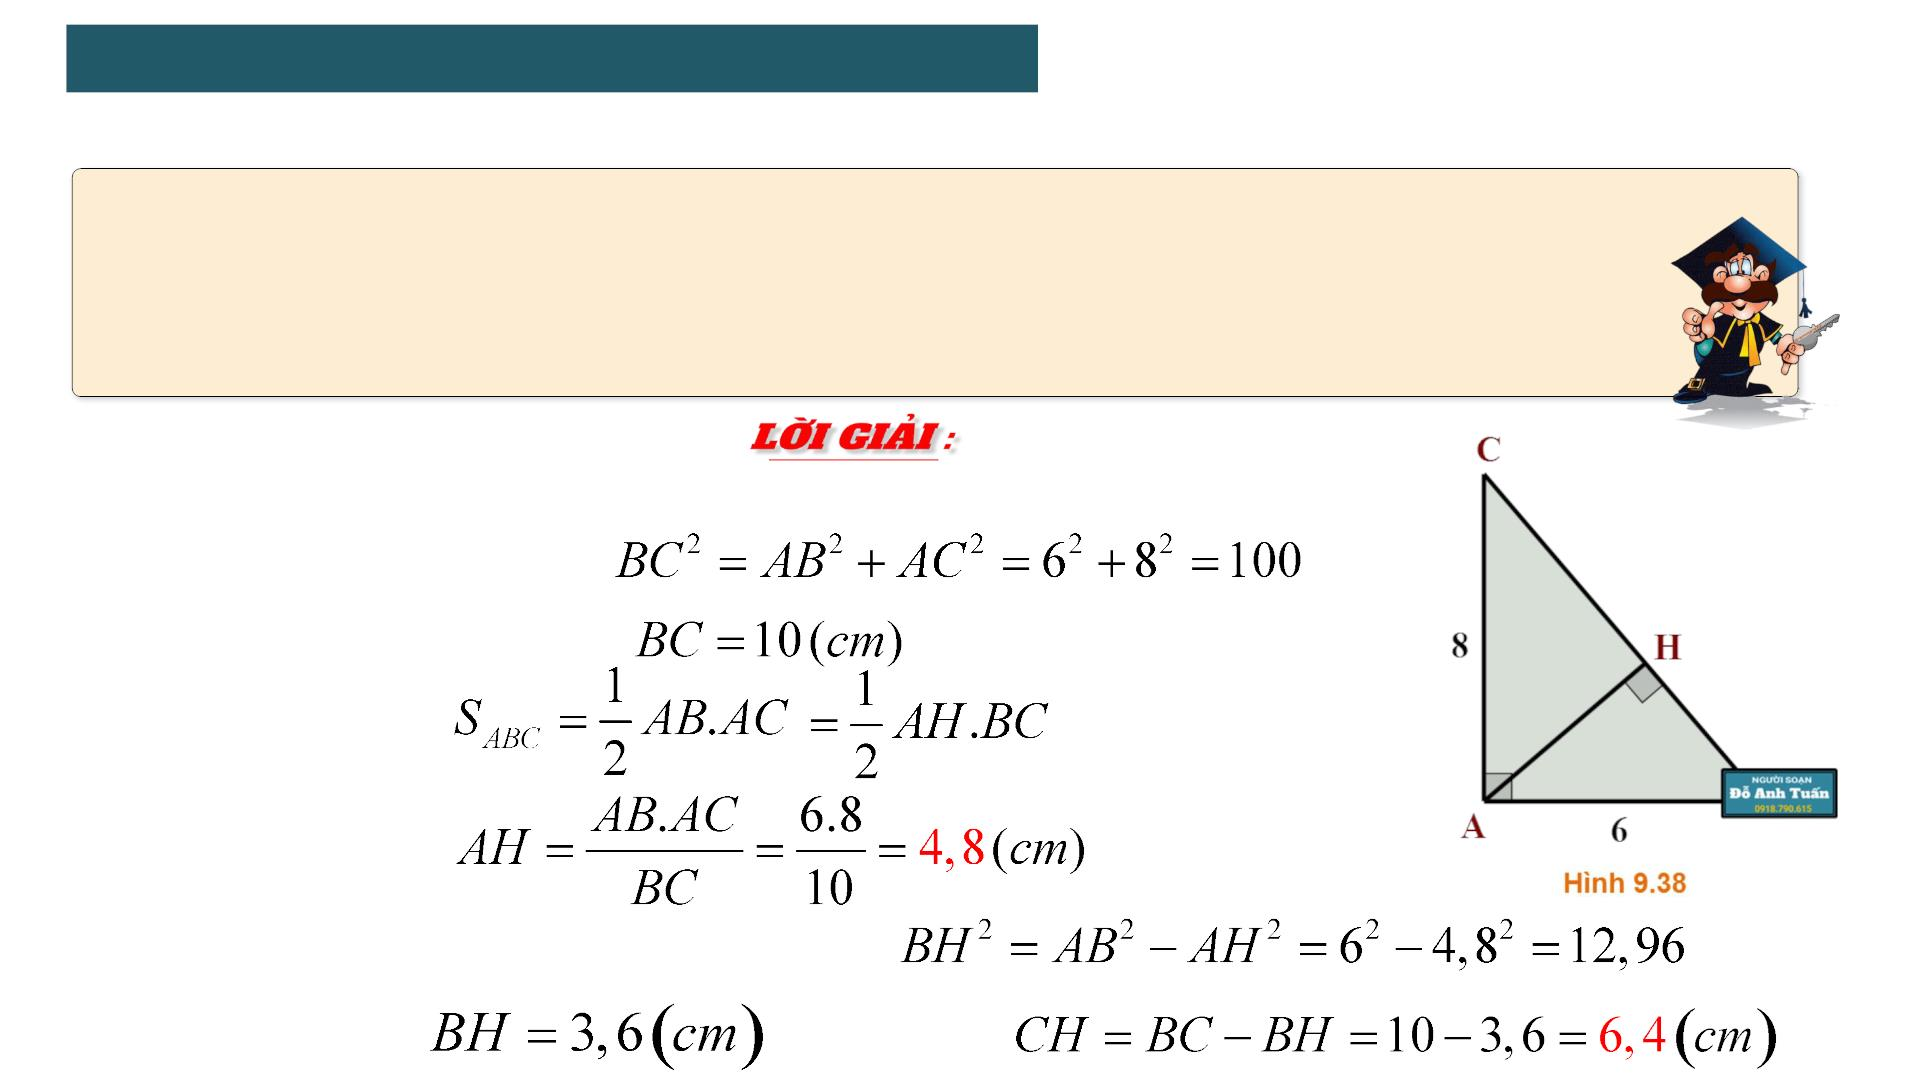 LỜI GIẢI :
C
BC² = AB² + AC² = 6² + 8² = 100
BC = 10 (cm)
8
H
S_ABC = 1/2 AB.AC = 1/2 AH.BC
NGƯỜI SOẠN
Đỗ Anh Tuấn
0918.790.615
A
6
AH = AB.AC/BC = 6.8/10 = 4,8 (cm)
Hình 9.38
BH² = AB² − AH² = 6² − 4,8² = 12,96
BH = 3,6 (cm)
CH = BC − BH = 10 − 3,6 = 6,4 (cm)